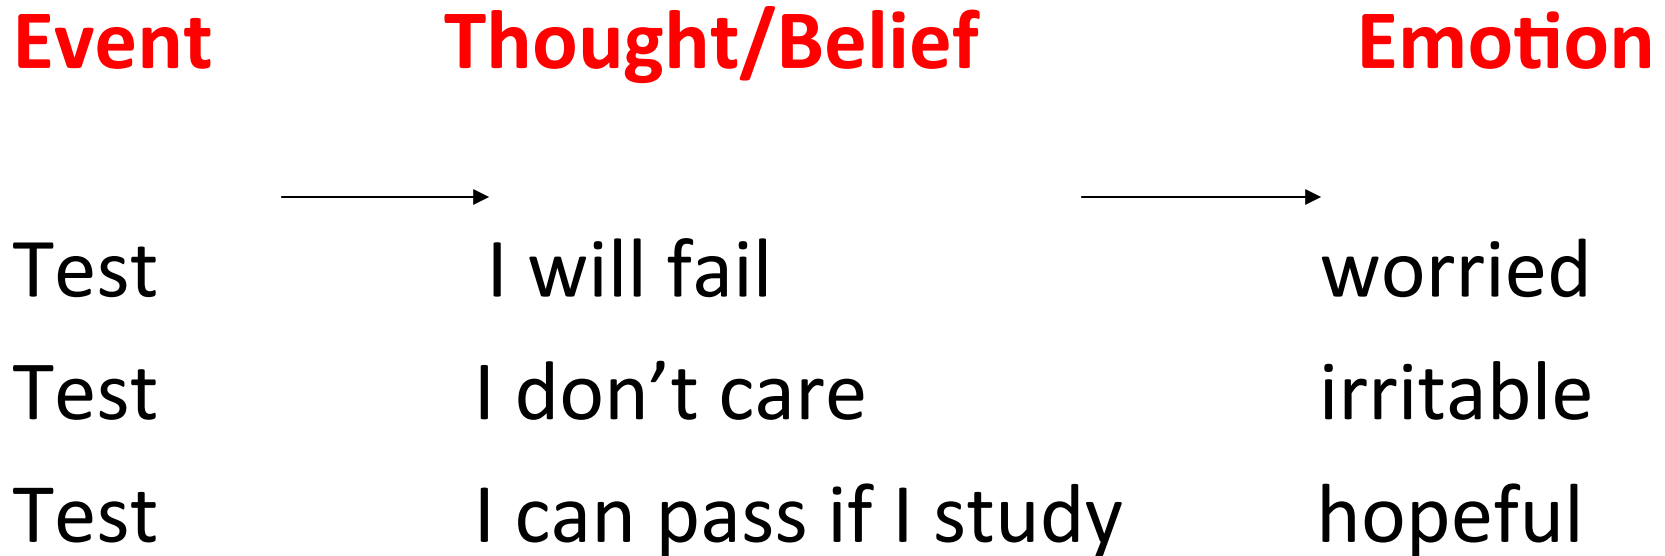 Event Thought/Belief Emotion
Test I will fail worried
Test I don’t care irritable
Test I can pass if I study hopeful